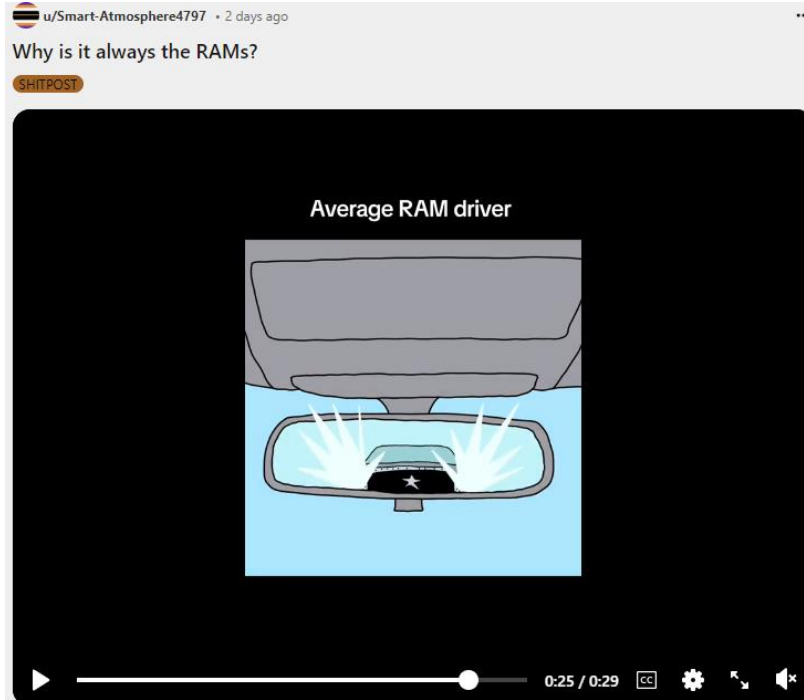 u/Smart-Atmosphere4797 • 2 days ago
Why is it always the RAMs?
SHITPOST
Average RAM driver
0:25 / 0:29 CC